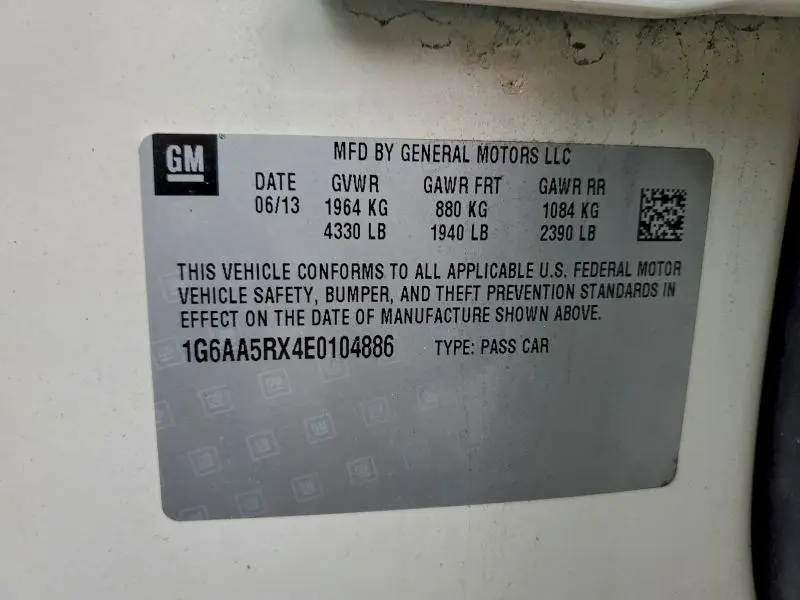 GM
MFD BY GENERAL MOTORS LLC
DATE GVWR GAWR FRT GAWR RR
06/13 1964 KG 880 KG 1084 KG
4330 LB 1940 LB 2390 LB
THIS VEHICLE CONFORMS TO ALL APPLICABLE U.S. FEDERAL MOTOR
VEHICLE SAFETY, BUMPER, AND THEFT PREVENTION STANDARDS IN
EFFECT ON THE DATE OF MANUFACTURE SHOWN ABOVE.
1G6AA5RX4E0104886 TYPE: PASS CAR